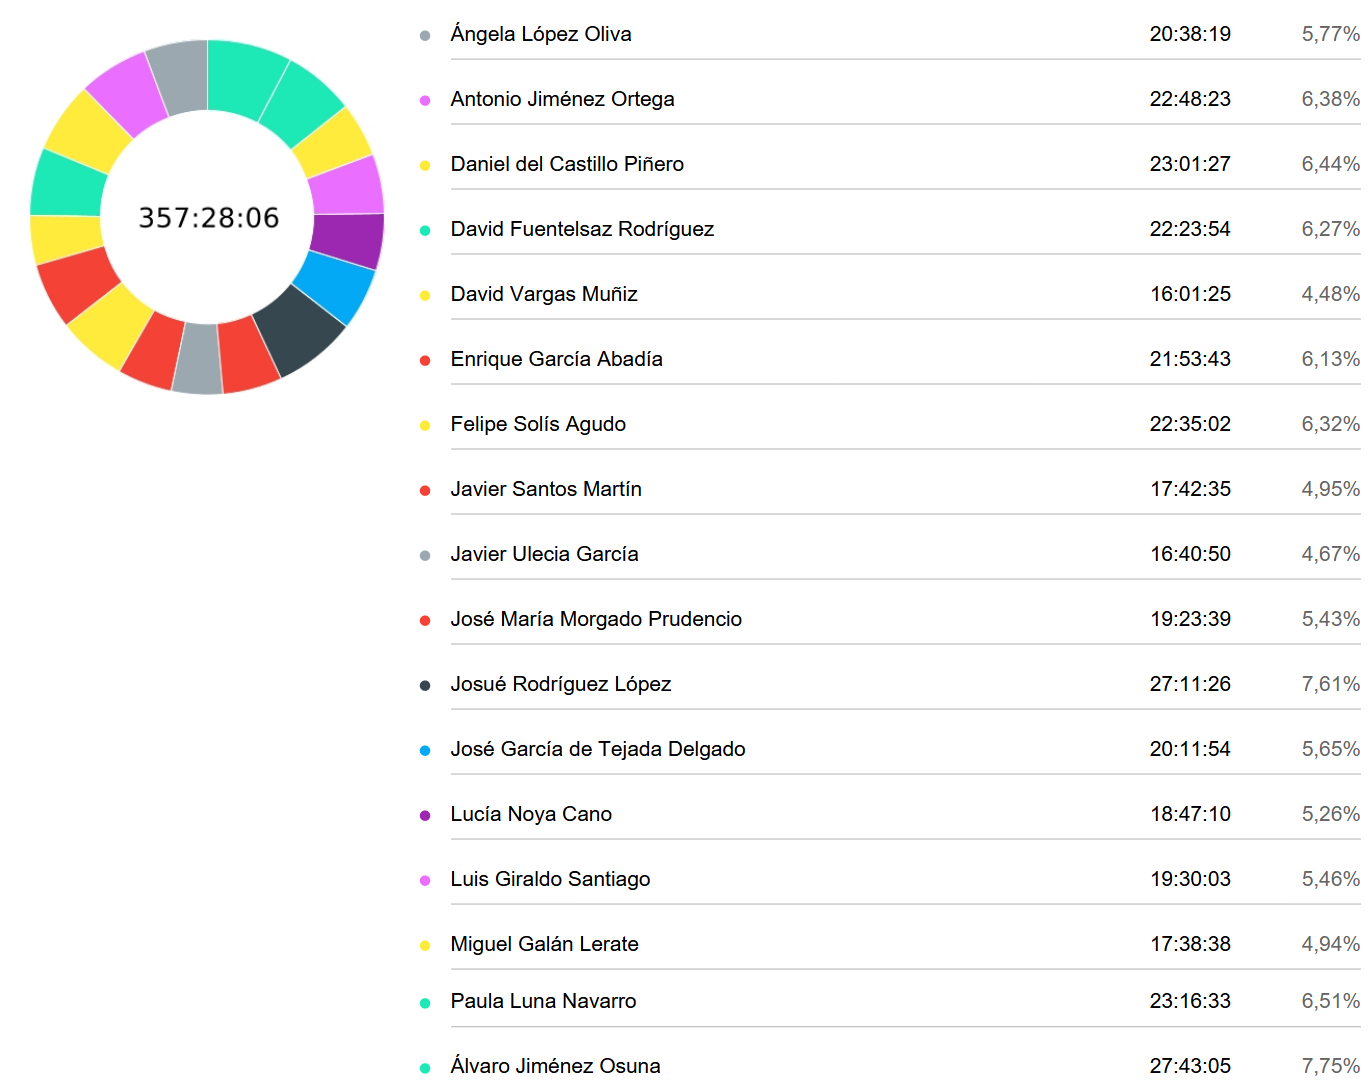 357:28:06
Ángela López Oliva 20:38:19 5,77%
Antonio Jiménez Ortega 22:48:23 6,38%
Daniel del Castillo Piñero 23:01:27 6,44%
David Fuentelsaz Rodríguez 22:23:54 6,27%
David Vargas Muñiz 16:01:25 4,48%
Enrique García Abadía 21:53:43 6,13%
Felipe Solís Agudo 22:35:02 6,32%
Javier Santos Martín 17:42:35 4,95%
Javier Ulecia García 16:40:50 4,67%
José María Morgado Prudencio 19:23:39 5,43%
Josué Rodríguez López 27:11:26 7,61%
José García de Tejada Delgado 20:11:54 5,65%
Lucía Noya Cano 18:47:10 5,26%
Luis Giraldo Santiago 19:30:03 5,46%
Miguel Galán Lerate 17:38:38 4,94%
Paula Luna Navarro 23:16:33 6,51%
Álvaro Jiménez Osuna 27:43:05 7,75%